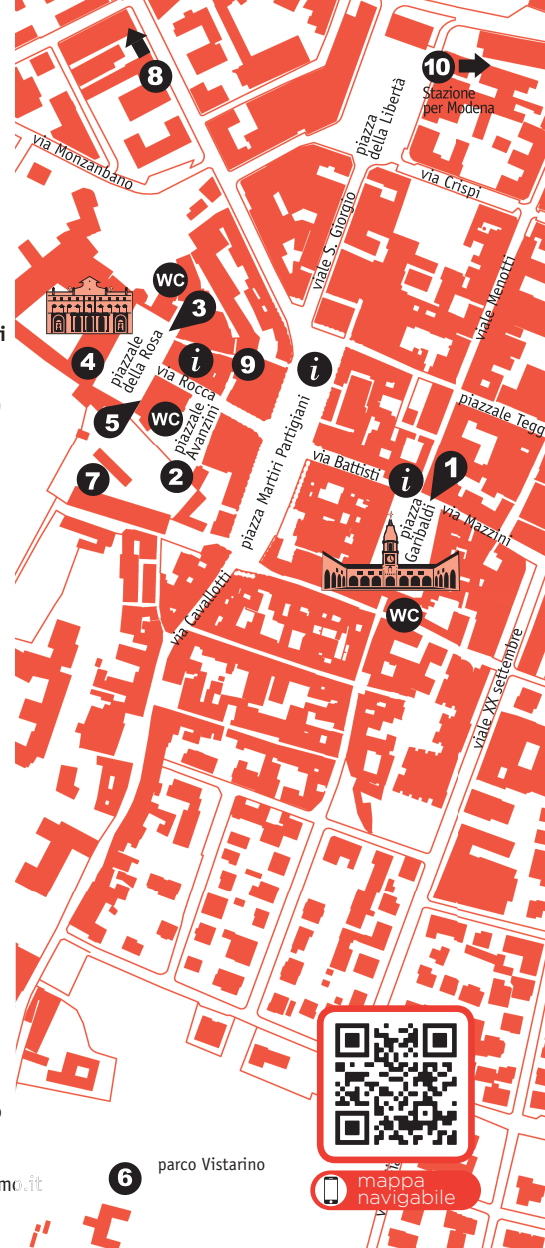 8
10
Stazione
per Modena
piazza
della Libertà
via Monzanbano
via Crispi
viale S. Giorgio
viale Menotti
WC
3
i
4
piazzale
della Rosa
i
9
i
via Rocca
5
WC
piazzale
Avanzini
piazzale Tegg
piazza Martiri Partigiani
via Battisti
1
i
7
2
piazza
Garibaldi
via Mazzini
via Cavallotti
WC
viale XX settembre
parco Vistarino
6
mappa
navigabile